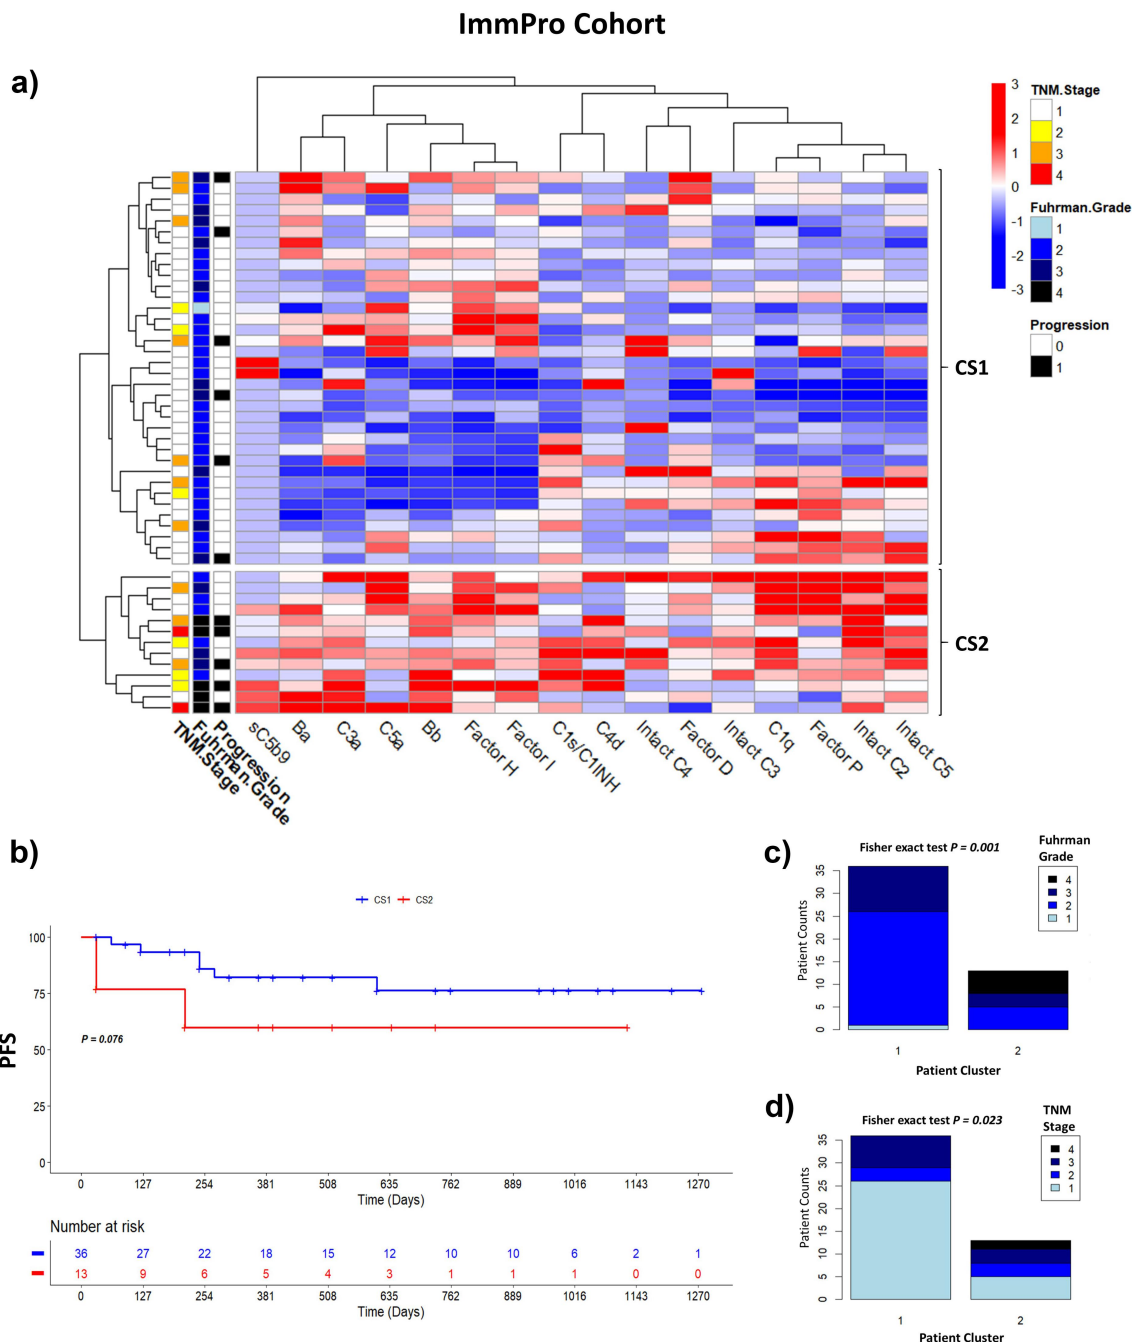 ImmPro Cohort
a)
3
2
1
0
-1
-2
-3
TNM.Stage
1
2
3
4
Fuhrman.Grade
1
2
3
4
Progression
0
1
CS1
CS2
TNM.Stage
Fuhrman.Grade
Progression
sC5b9
Ba
C3a
C5a
Bb
Factor H
Factor I
C1s/C1INH
C4d
Intact C4
Factor D
Intact C3
C1q
Factor P
Intact C2
Intact C5
b)
CS1 CS2
PFS
100
75
50
25
0
P = 0.076
0 127 254 381 508 635 762 889 1016 1143 1270
Time (Days)
Number at risk
36 27 22 18 15 12 10 10 6 2 1
13 9 6 5 4 3 1 1 1 0 0
0 127 254 381 508 635 762 889 1016 1143 1270
Time (Days)
c)
Fisher exact test P = 0.001
Fuhrman
Grade
4
3
2
1
Patient Counts
35
30
25
20
15
10
5
0
1 2
Patient Cluster
d)
Fisher exact test P = 0.023
TNM
Stage
4
3
2
1
Patient Counts
35
30
25
20
15
10
5
0
1 2
Patient Cluster